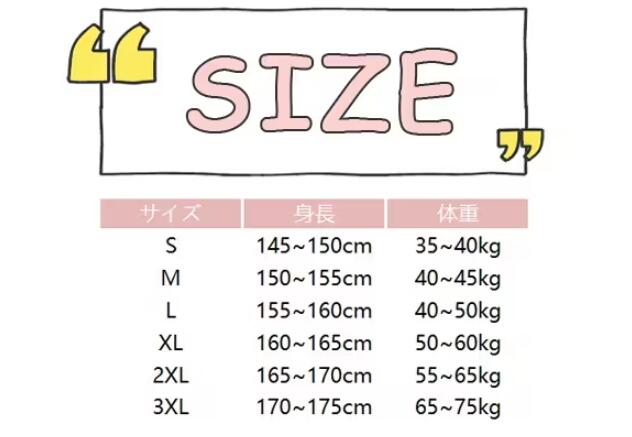 SIZE
サイズ 身長 体重
S 145~150cm 35~40kg
M 150~155cm 40~45kg
L 155~160cm 40~50kg
XL 160~165cm 50~60kg
2XL 165~170cm 55~65kg
3XL 170~175cm 65~75kg